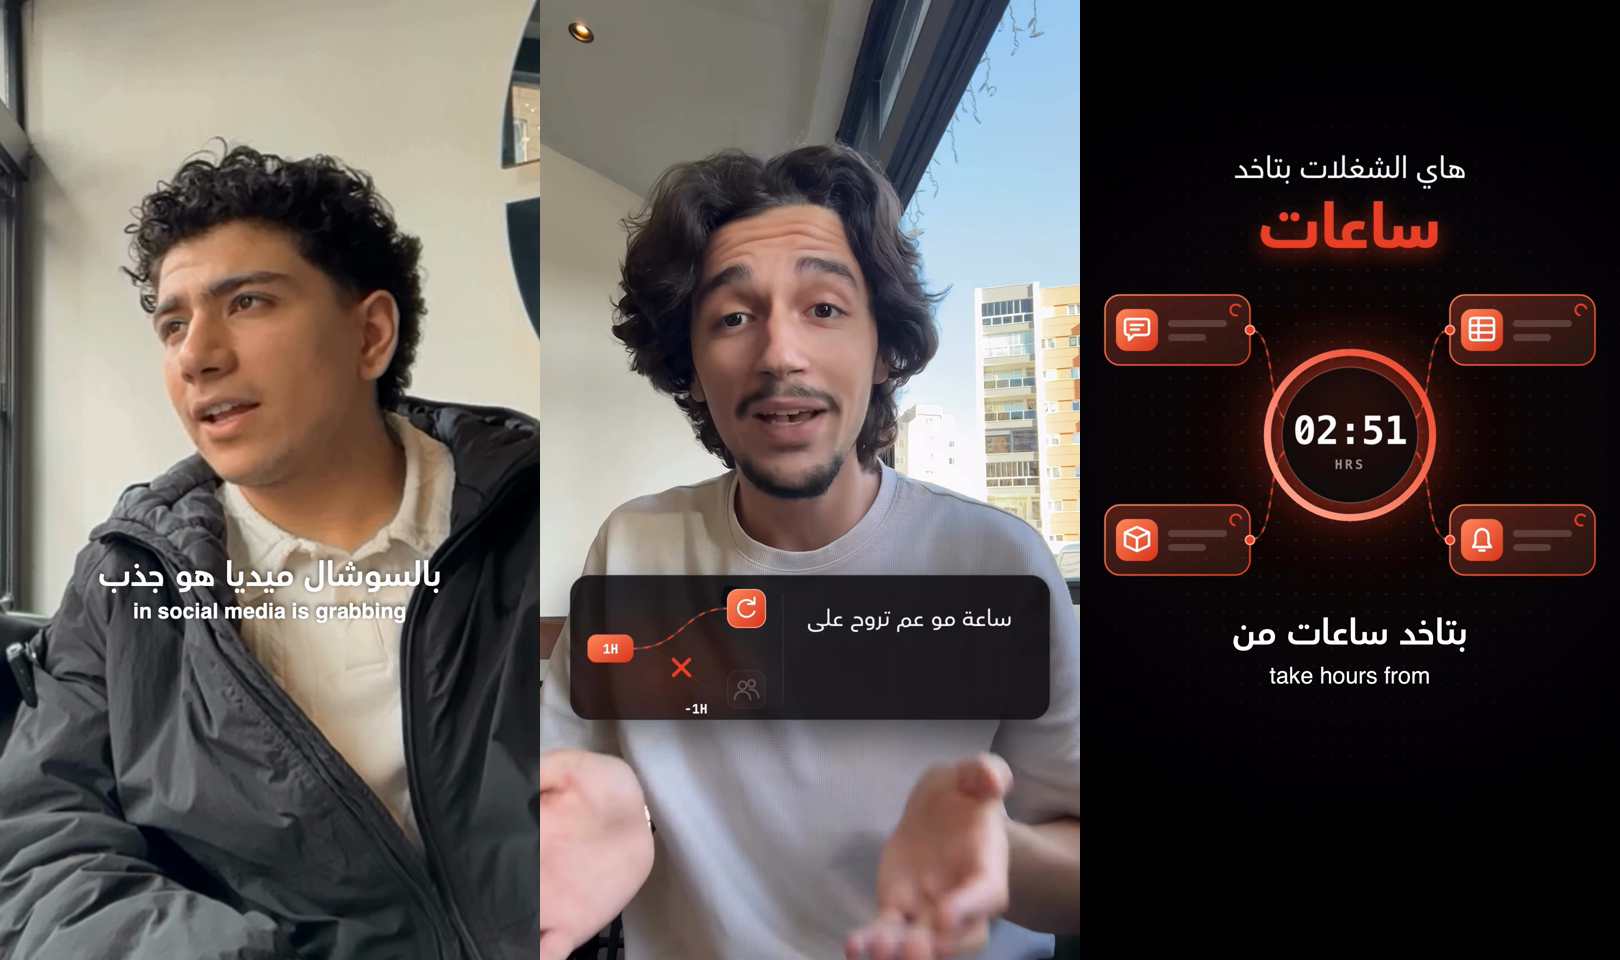 بالسوشال ميديا هو جذب
in social media is grabbing
ساعة مو عم تروح على
1H
-1H
هاي الشغلات بتاخد
ساعات
02:51
HRS
بتاخد ساعات من
take hours from